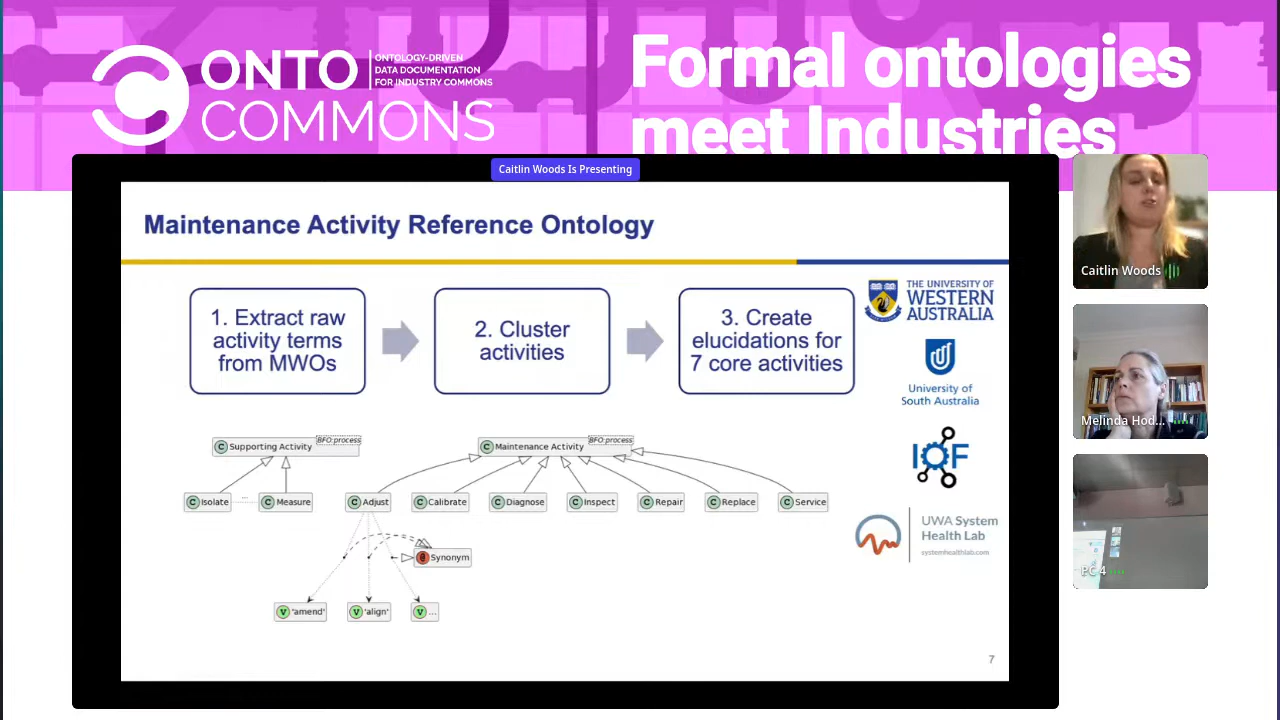 ONTO
COMMONS
ONTOLOGY-DRIVEN
DATA DOCUMENTATION
FOR INDUSTRY COMMONS
Formal ontologies
meet Industries
Caitlin Woods Is Presenting
Maintenance Activity Reference Ontology
1. Extract raw
activity terms
from MWOs
2. Cluster
activities
3. Create
elucidations for
7 core activities
THE UNIVERSITY OF
WESTERN
AUSTRALIA
University of
South Australia
IOF
UWA System
Health Lab
systemhealthlab.com
C Supporting Activity BFO:process
C Maintenance Activity BFO:process
C Isolate ... C Measure C Adjust C Calibrate C Diagnose C Inspect C Repair C Replace C Service
@ Synonym
V 'amend' V 'align' V ...
7
Caitlin Woods
Melinda Hod...
PC 4